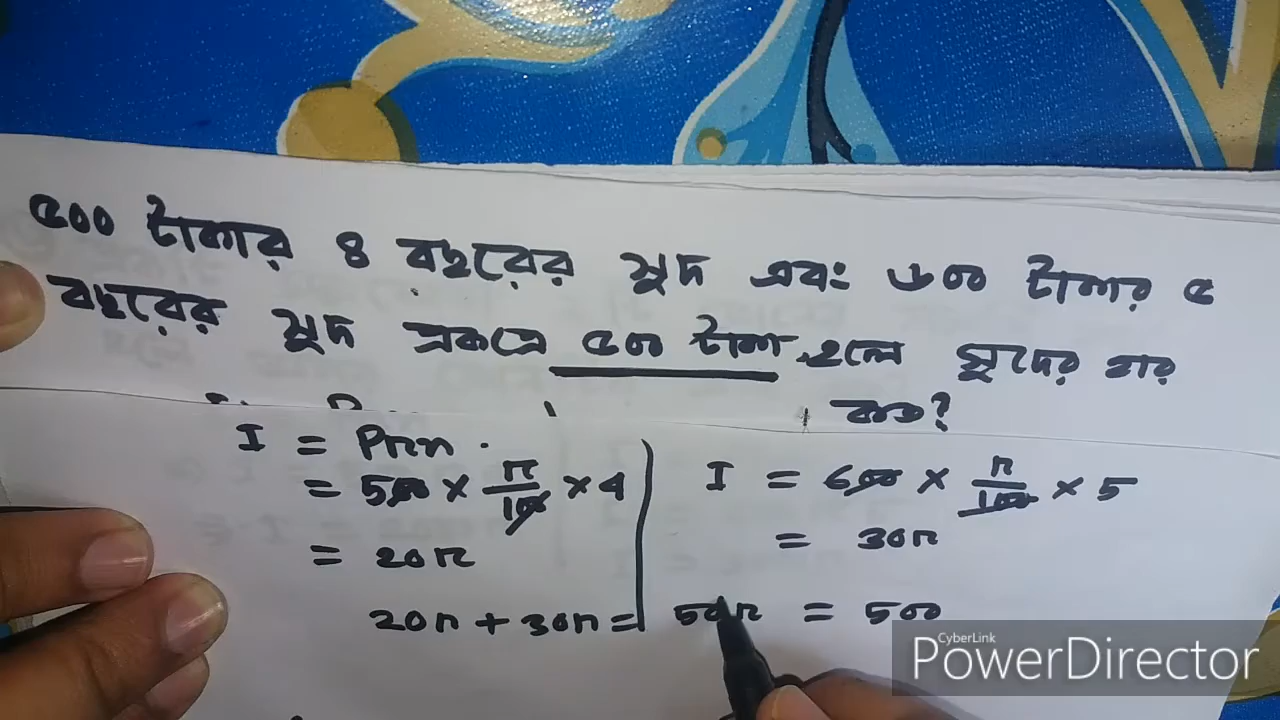 ৫০০ টাকার ৪ বছরের সুদ এবং ৬০০ টাকার ৫
বছরের সুদ একত্রে ৫০০ টাকা হলে সুদের হার
কত?
I = Prn
= 500 × r/100 × 4
= 20r
I = 600 × r/100 × 5
= 30r
20r + 30r = 50r = 500
CyberLink
PowerDirector